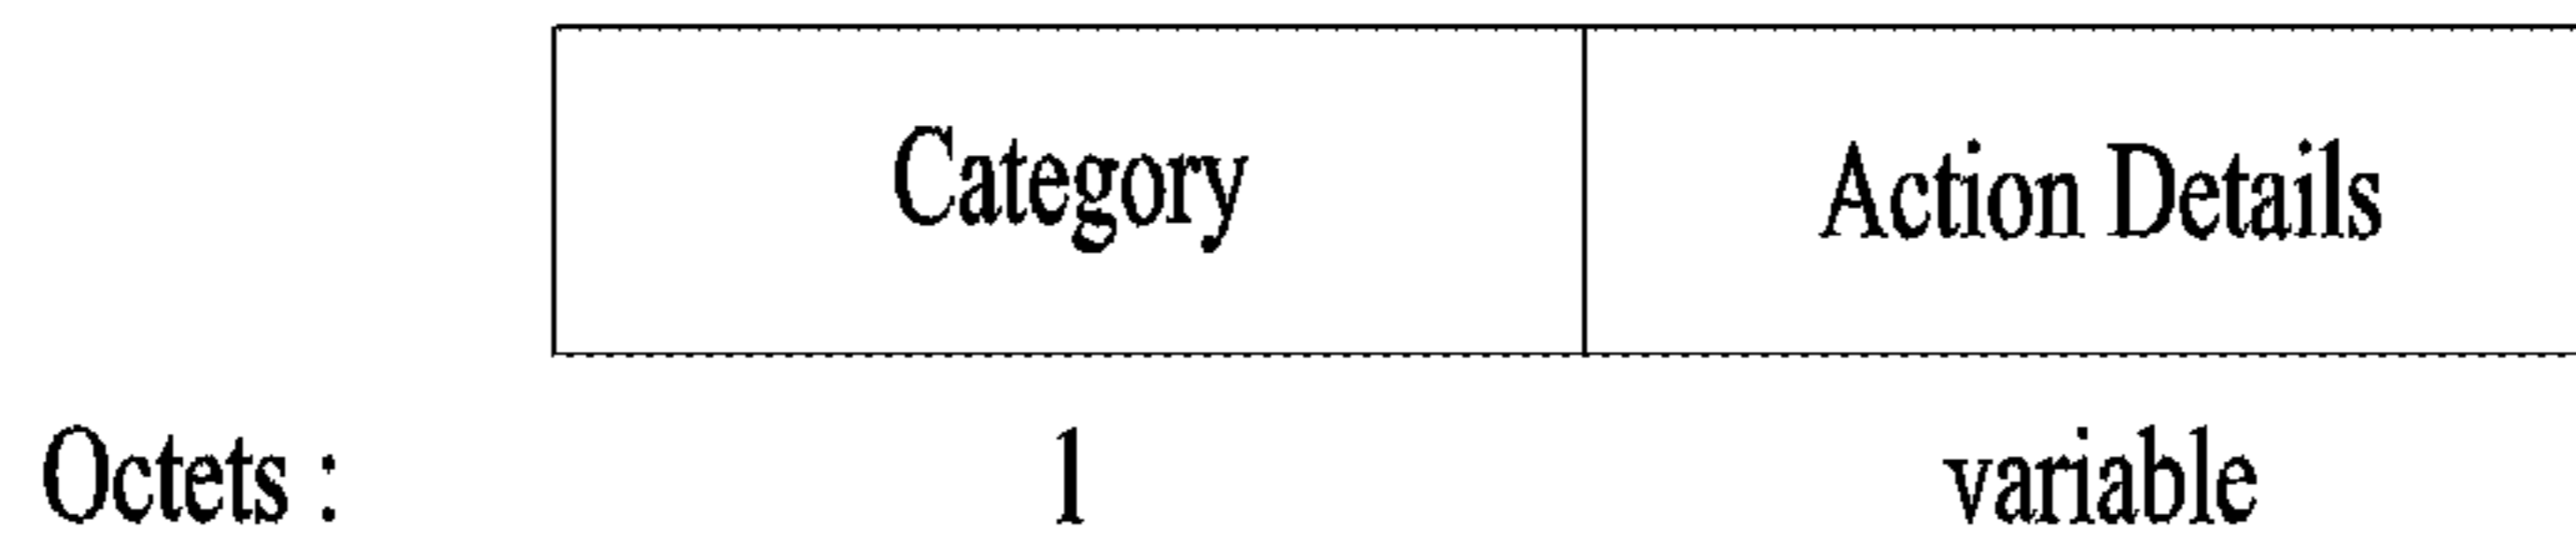 Category Action Details
Octets : 1 variable